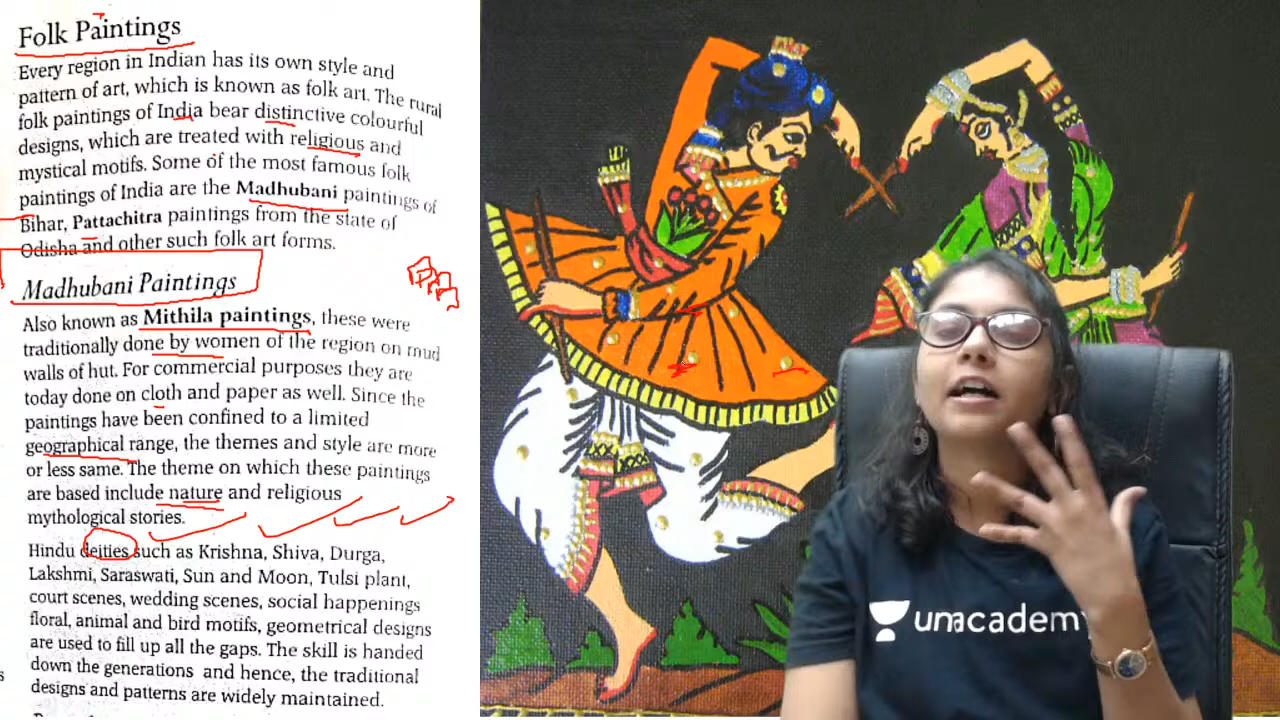 Folk Paintings
Every region in Indian has its own style and
pattern of art, which is known as folk art. The rural
folk paintings of India bear distinctive colourful
designs, which are treated with religious and
mystical motifs. Some of the most famous folk
paintings of India are the Madhubani paintings of
Bihar, Pattachitra paintings from the state of
Odisha and other such folk art forms.
Madhubani Paintings
Also known as Mithila paintings, these were
traditionally done by women of the region on mud
walls of hut. For commercial purposes they are
today done on cloth and paper as well. Since the
paintings have been confined to a limited
geographical range, the themes and style are more
or less same. The theme on which these paintings
are based include nature and religious
mythological stories.
Hindu deities such as Krishna, Shiva, Durga,
Lakshmi, Saraswati, Sun and Moon, Tulsi plant,
court scenes, wedding scenes, social happenings
floral, animal and bird motifs, geometrical designs
are used to fill up all the gaps. The skill is handed
down the generations and hence, the traditional
designs and patterns are widely maintained.
unacademy